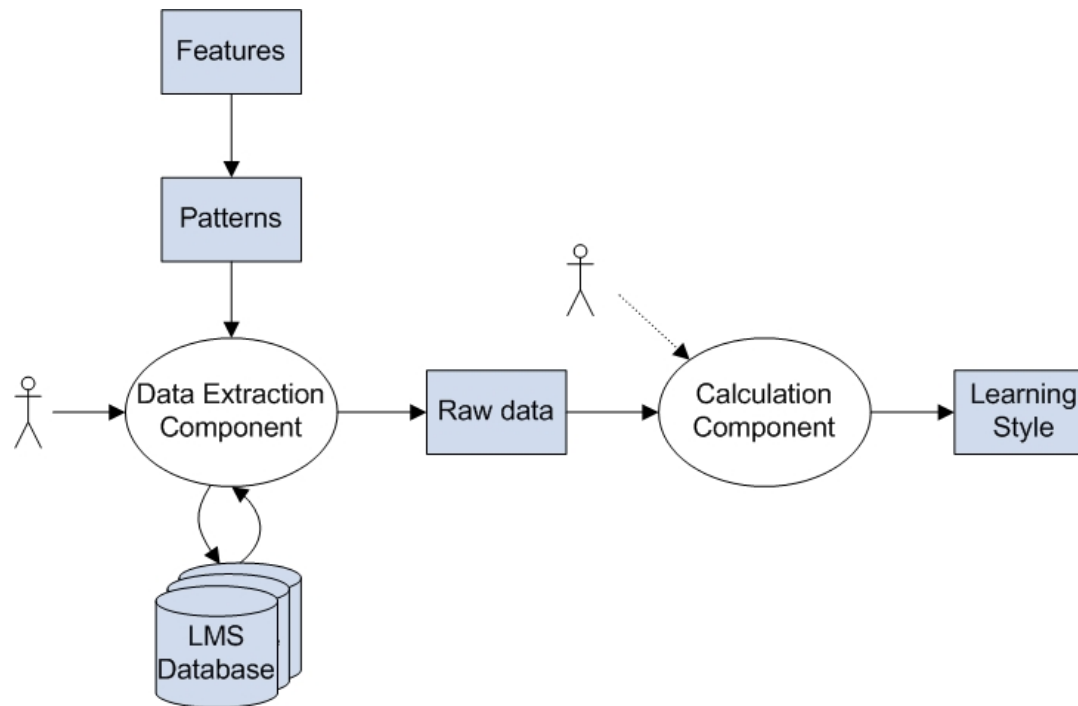 Features
Patterns
Data Extraction
Component
Raw data
Calculation
Component
Learning
Style
LMS
Database